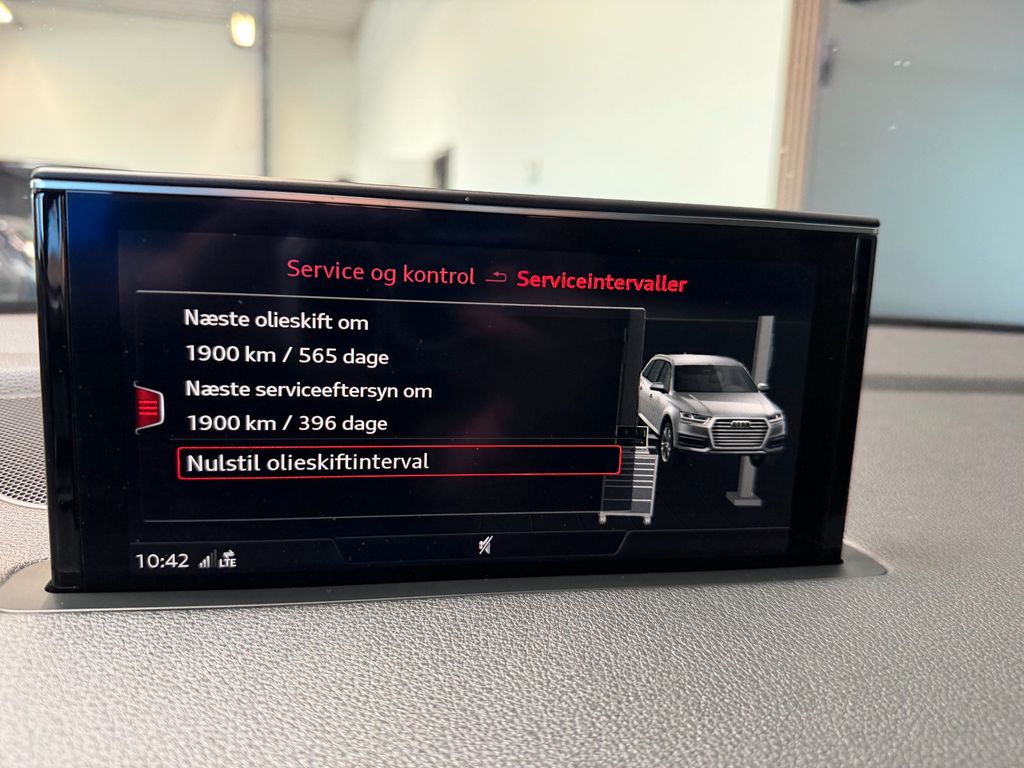 Service og kontrol Serviceintervaller
Næste olieskift om
1900 km / 565 dage
Næste serviceeftersyn om
1900 km / 396 dage
Nulstil olieskiftinterval
10:42 LTE